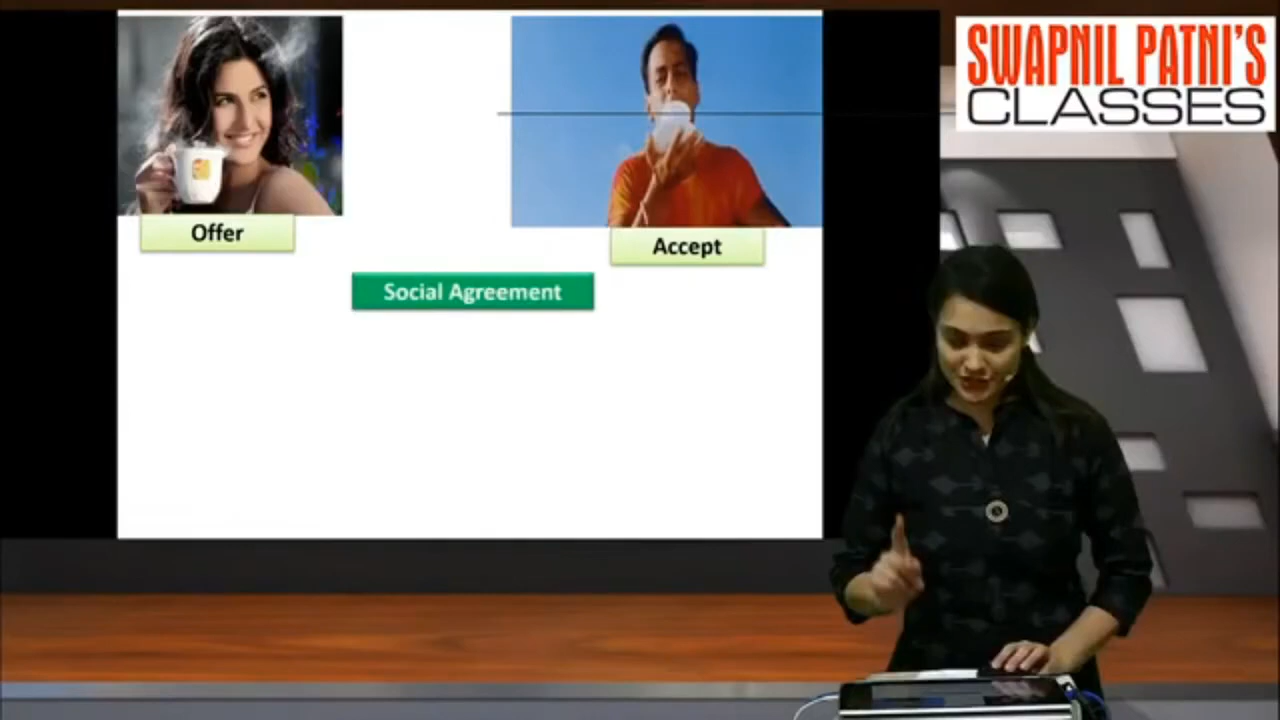 SWAPNIL PATNI'S
CLASSES
Offer
Accept
Social Agreement